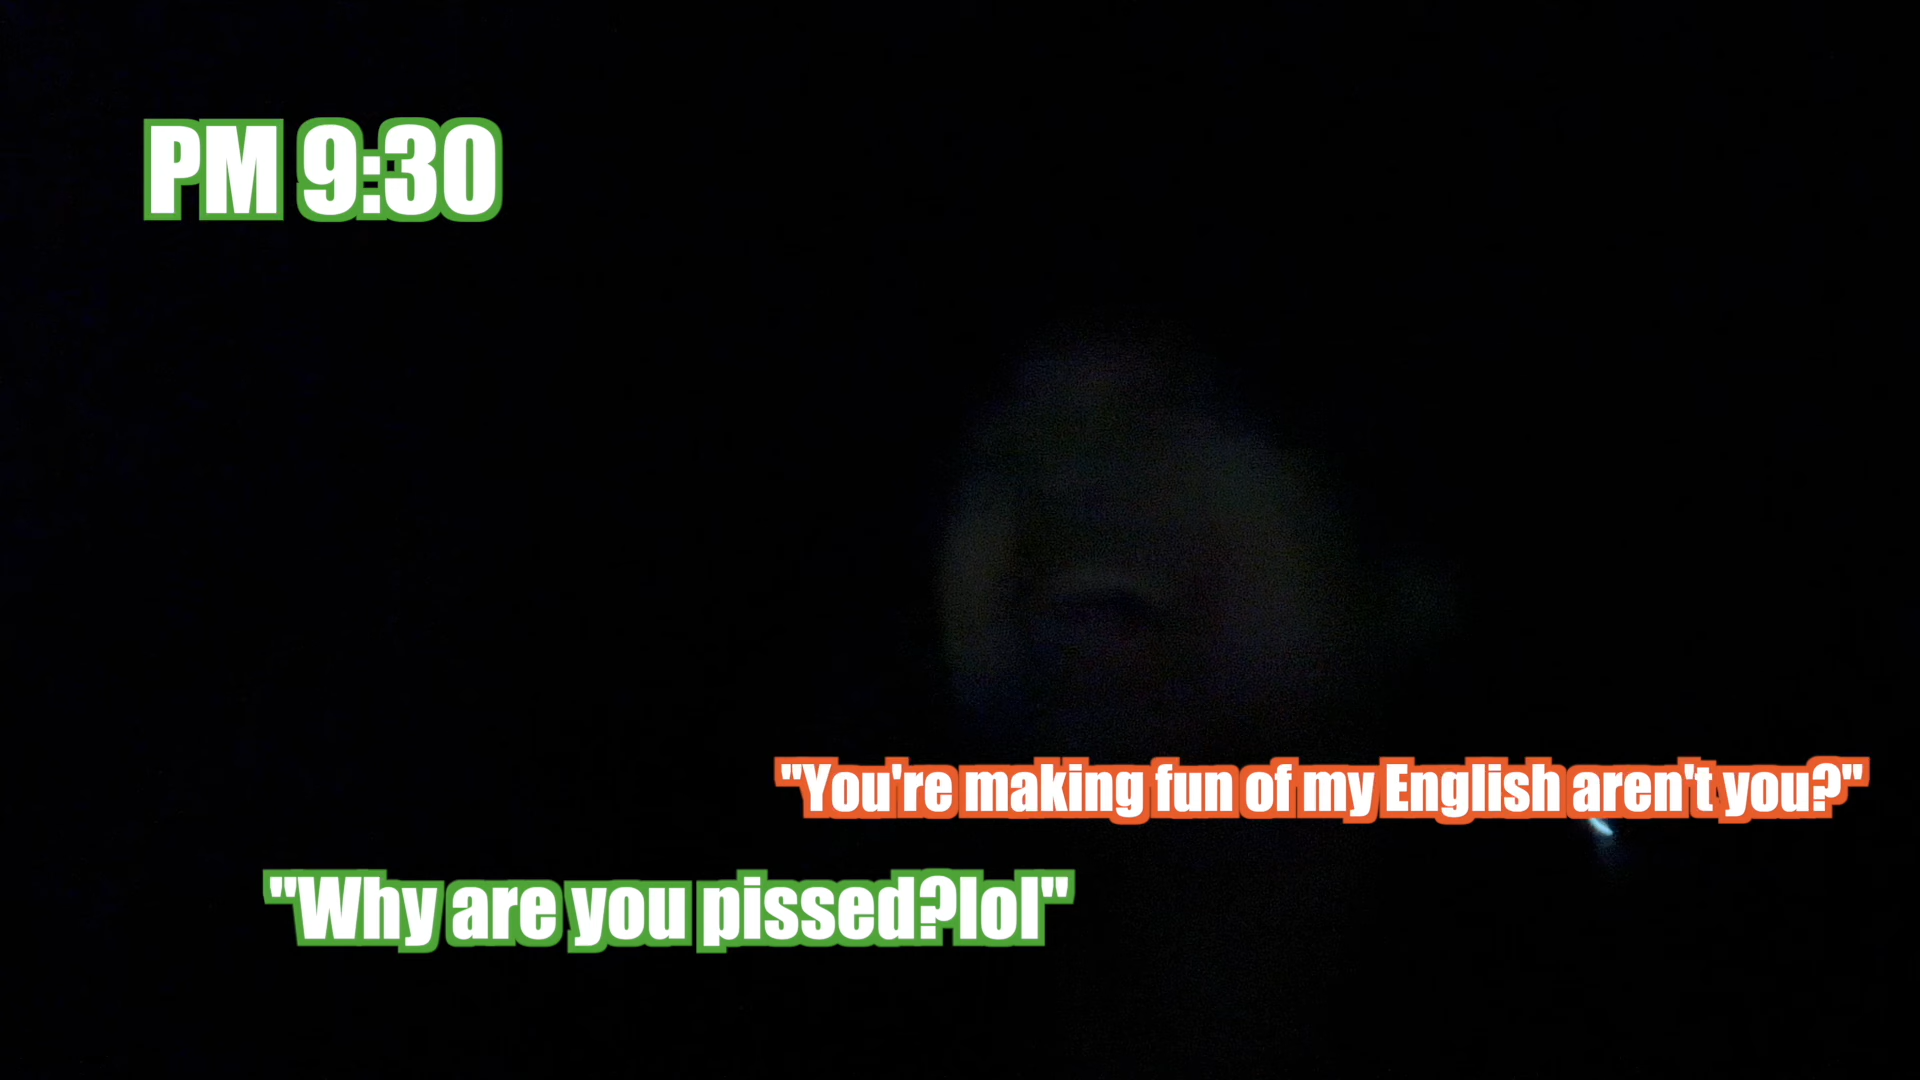 PM 9:30
"You're making fun of my English aren't you?"
"Why are you pissed?lol"